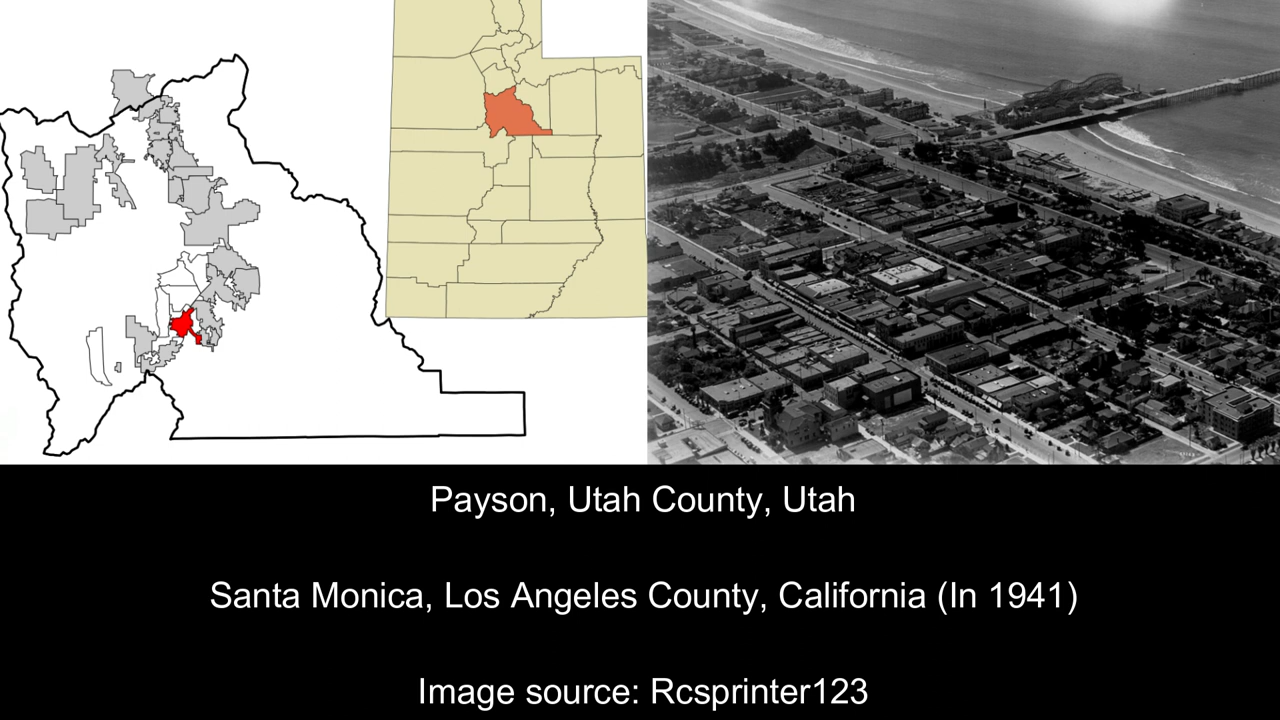 Payson, Utah County, Utah
Santa Monica, Los Angeles County, California (In 1941)
Image source: Rcsprinter123